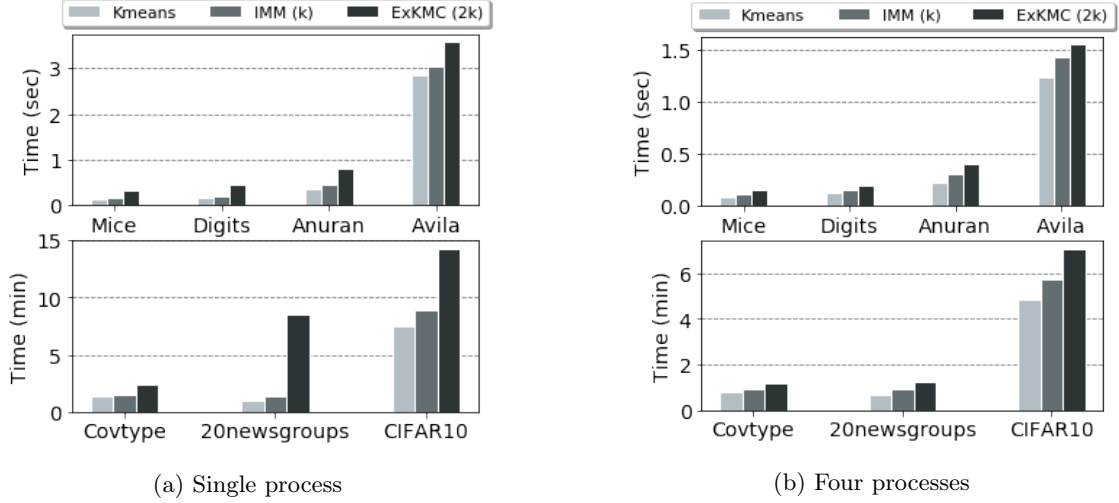 Kmeans IMM (k) ExKMC (2k)
Time (sec)
3
2
1
0
Mice Digits Anuran Avila
Time (min)
15
10
5
0
Covtype 20newsgroups CIFAR10
(a) Single process
Kmeans IMM (k) ExKMC (2k)
Time (sec)
1.5
1.0
0.5
0.0
Mice Digits Anuran Avila
Time (min)
6
4
2
0
Covtype 20newsgroups CIFAR10
(b) Four processes